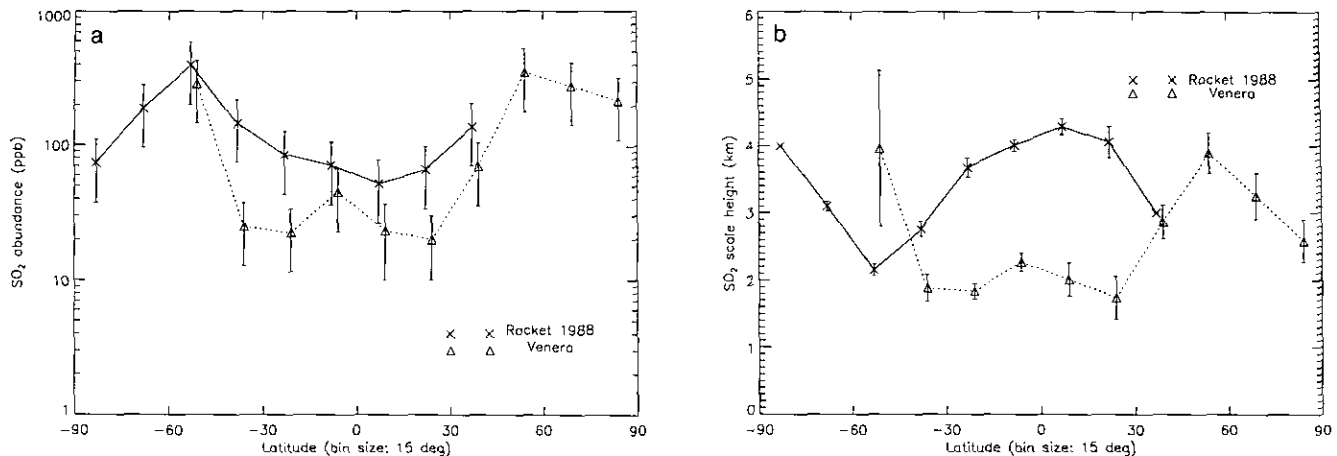 a
1000
100
10
1
SO₂ abundance (ppb)
Rocket 1988
Venera
-90 -60 -30 0 30 60 90
Latitude (bin size: 15 deg)
b
6
5
4
3
2
1
0
SO₂ scale height (km)
Rocket 1988
Venera
-90 -60 -30 0 30 60 90
Latitude (bin size: 15 deg)